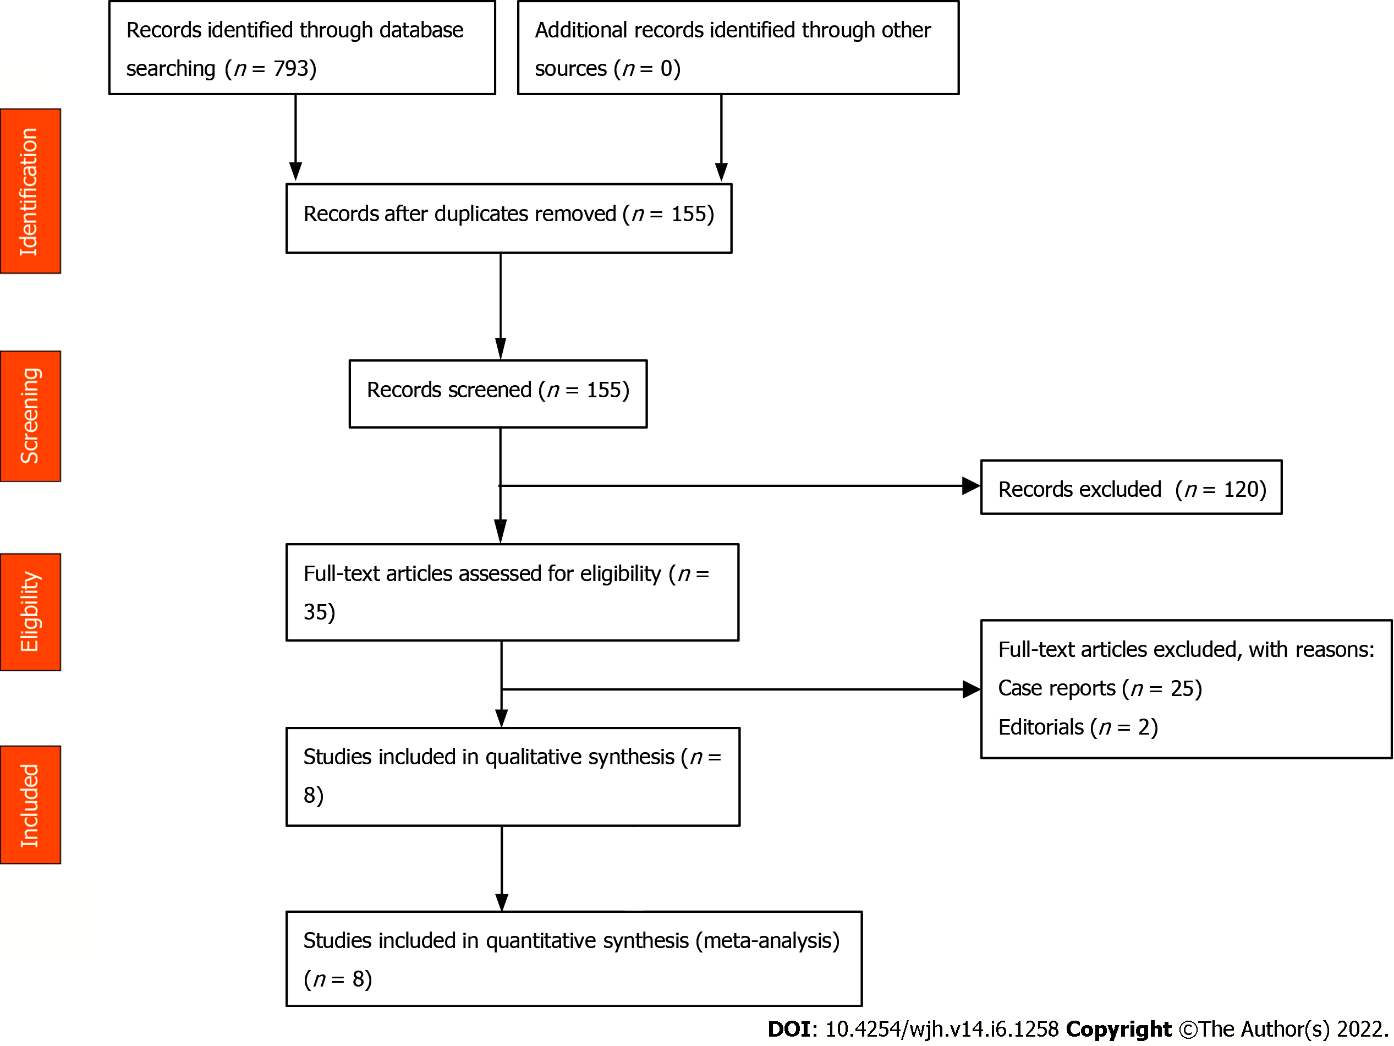 Records identified through database
searching (n = 793)
Additional records identified through other
sources (n = 0)
Identification
Records after duplicates removed (n = 155)
Screening
Records screened (n = 155)
Records excluded (n = 120)
Eligbility
Full-text articles assessed for eligibility (n =
35)
Full-text articles excluded, with reasons:
Case reports (n = 25)
Editorials (n = 2)
Included
Studies included in qualitative synthesis (n =
8)
Studies included in quantitative synthesis (meta-analysis)
(n = 8)
DOI: 10.4254/wjh.v14.i6.1258 Copyright ©The Author(s) 2022.